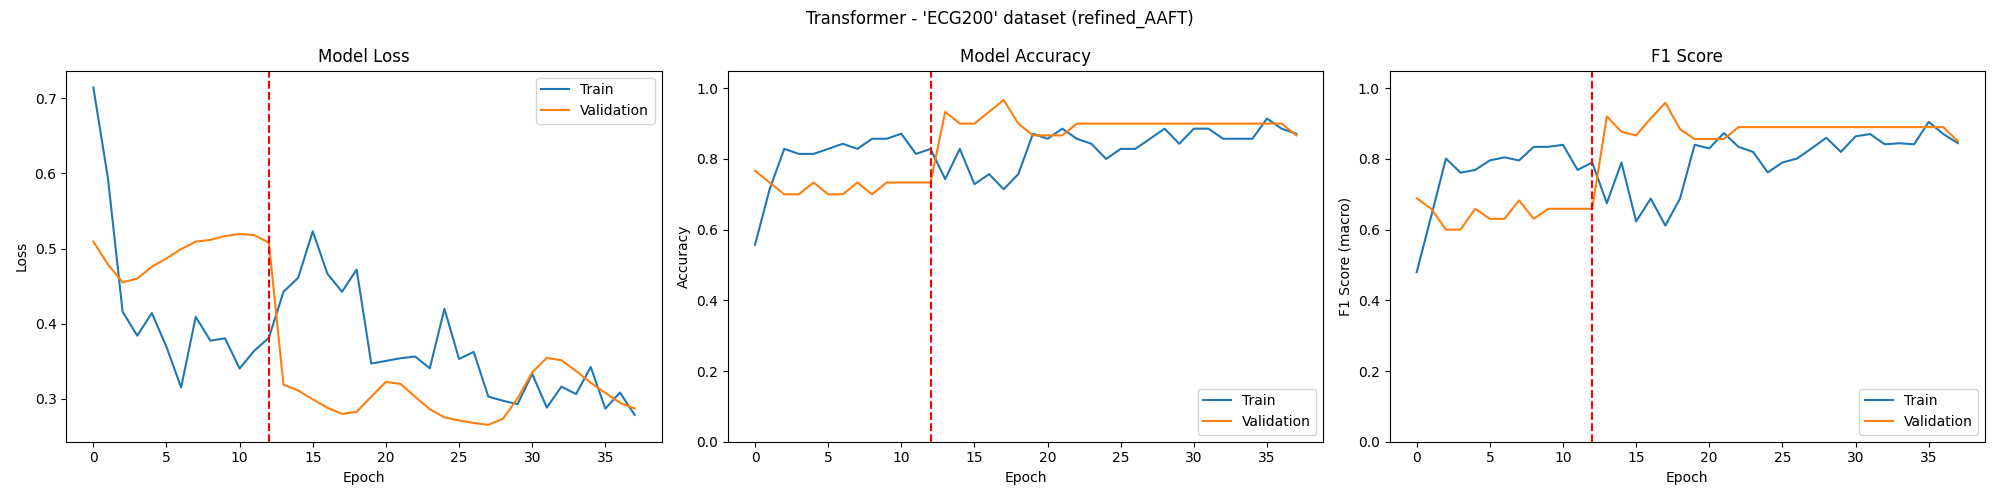 Transformer - 'ECG200' dataset (refined_AAFT)
Model Loss
Loss
0.7
0.6
0.5
0.4
0.3
Train
Validation
0 5 10 15 20 25 30 35
Epoch
Model Accuracy
Accuracy
1.0
0.8
0.6
0.4
0.2
0.0
Train
Validation
0 5 10 15 20 25 30 35
Epoch
F1 Score
F1 Score (macro)
1.0
0.8
0.6
0.4
0.2
0.0
Train
Validation
0 5 10 15 20 25 30 35
Epoch